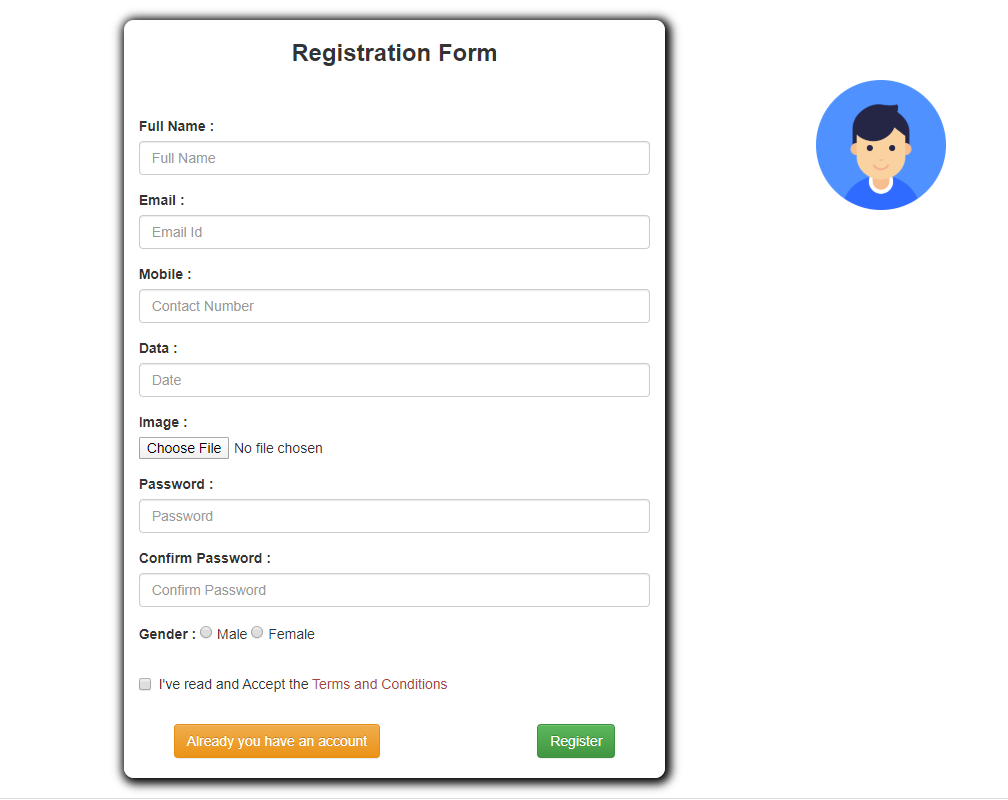 Registration Form
Full Name :
Full Name
Email :
Email Id
Mobile :
Contact Number
Data :
Date
Image :
Choose File No file chosen
Password :
Password
Confirm Password :
Confirm Password
Gender : Male Female
I've read and Accept the Terms and Conditions
Already you have an account Register